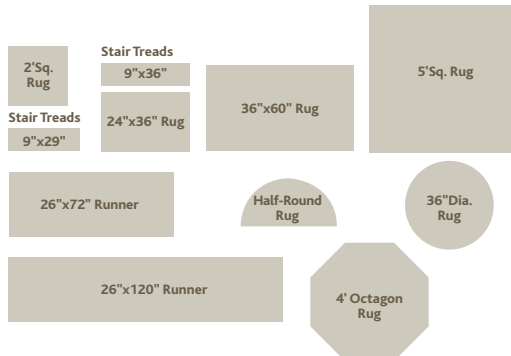 2'Sq.
Rug
Stair Treads
9"x36"
24"x36" Rug
Stair Treads
9"x29"
36"x60" Rug
5'Sq. Rug
26"x72" Runner
Half-Round
Rug
36"Dia.
Rug
26"x120" Runner
4' Octagon
Rug